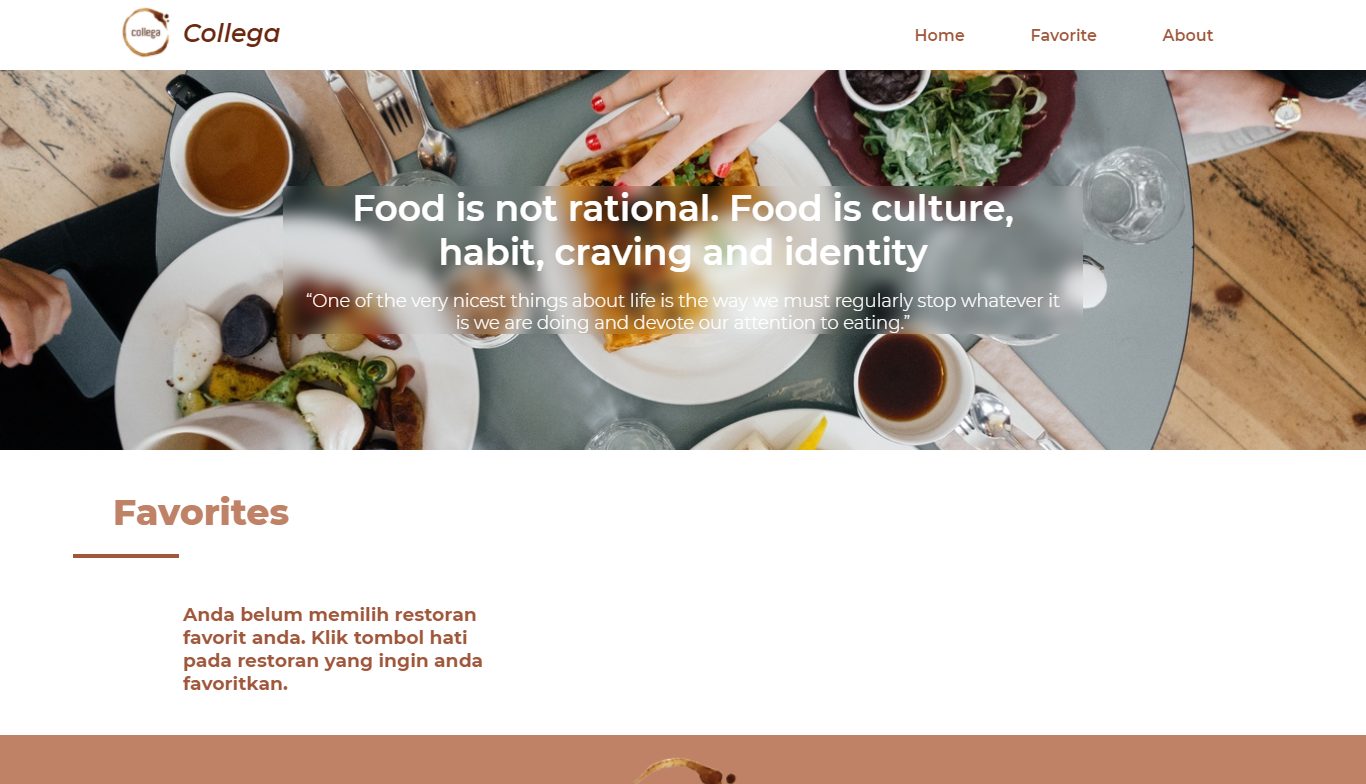 collega
Collega
Home
Favorite
About
Food is not rational. Food is culture,
habit, craving and identity
“One of the very nicest things about life is the way we must regularly stop whatever it
is we are doing and devote our attention to eating.”
Favorites
Anda belum memilih restoran
favorit anda. Klik tombol hati
pada restoran yang ingin anda
favoritkan.